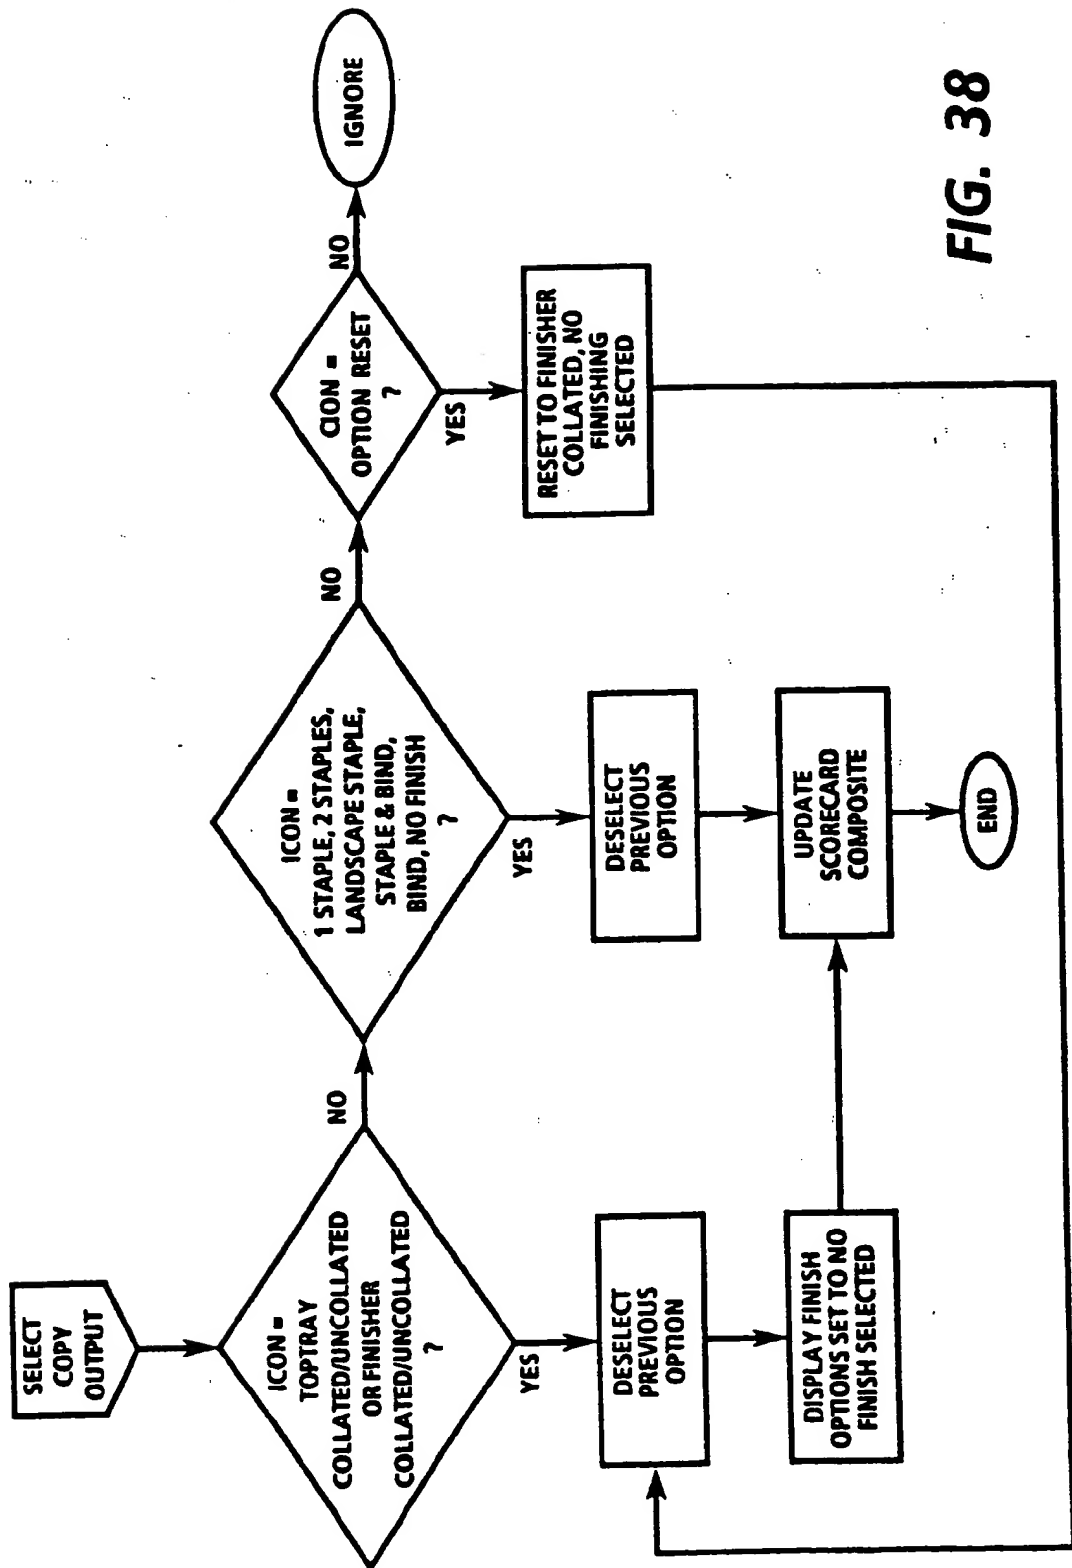 SELECT
COPY
OUTPUT
ICON =
TOPTRAY
COLLATED/UNCOLLATED
OR FINISHER
COLLATED/UNCOLLATED
?
NO
YES
DESELECT
PREVIOUS
OPTION
DISPLAY FINISH
OPTIONS SET TO NO
FINISH SELECTED
ICON =
1 STAPLE, 2 STAPLES,
LANDSCAPE STAPLE,
STAPLE & BIND,
BIND, NO FINISH
?
NO
YES
DESELECT
PREVIOUS
OPTION
UPDATE
SCORECARD
COMPOSITE
END
CION =
OPTION RESET
?
NO
YES
RESET TO FINISHER
COLLATED, NO
FINISHING
SELECTED
IGNORE
FIG. 38